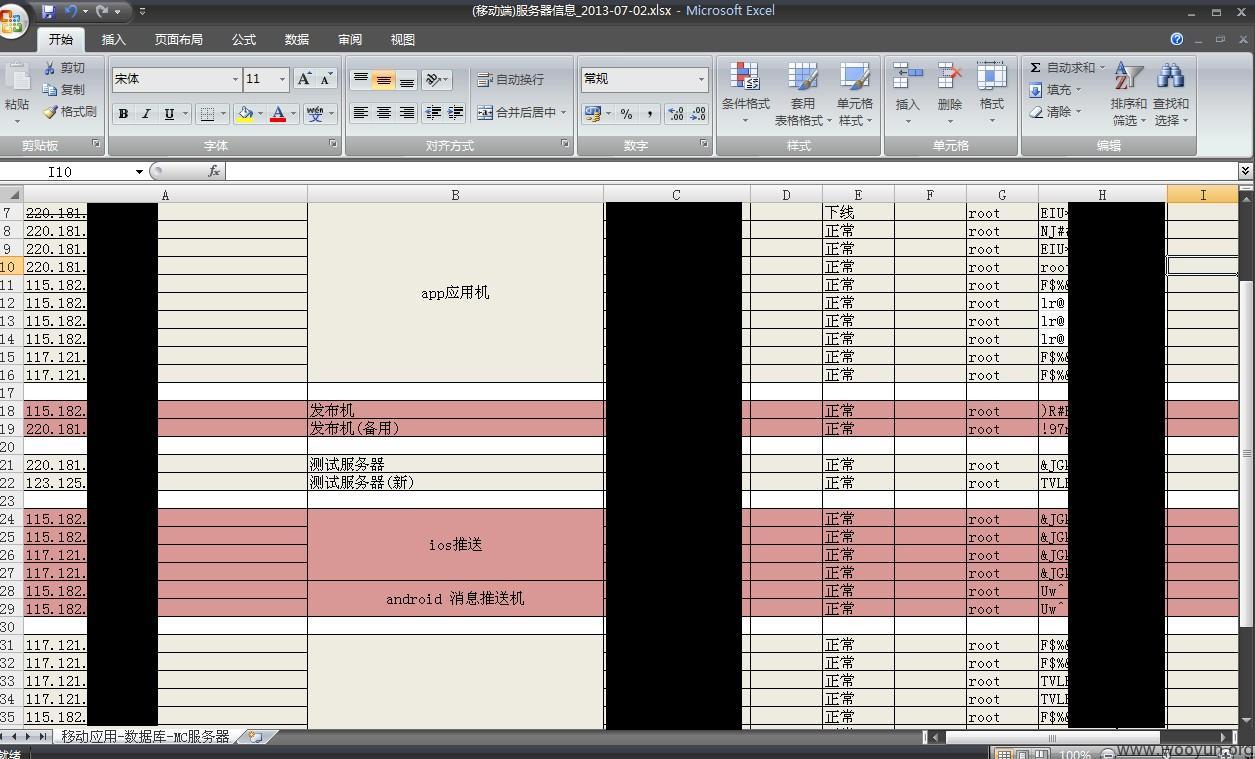 (移动端)服务器信息_2013-07-02.xlsx - Microsoft Excel
开始 插入 页面布局 公式 数据 审阅 视图
粘贴 剪切 复制 格式刷 剪贴板
宋体 11 A A B I U A wén 字体
自动换行 合并后居中 对齐方式
常规 % , 数字
条件格式 套用表格格式 单元格样式 样式
插入 删除 格式 单元格
Σ 自动求和 填充 清除 排序和筛选 查找和选择 编辑
I10 fx
A B C D E F G H I
7 220.181. 下线 root EIU
8 220.181. 正常 root NJ#
9 220.181. 正常 root EIU
10 220.181. 正常 root roo
11 115.182. app应用机 正常 root F$%
12 115.182. 正常 root lr@
13 115.182. 正常 root lr@
14 115.182. 正常 root lr@
15 117.121. 正常 root F$%
16 117.121. 正常 root F$%
17
18 115.182. 发布机 正常 root )R#
19 220.181. 发布机(备用) 正常 root !97
20
21 220.181. 测试服务器 正常 root &JG
22 123.125. 测试服务器(新) 正常 root TVL
23
24 115.182. 正常 root &JG
25 115.182. ios推送 正常 root &JG
26 117.121. 正常 root &JG
27 117.121. 正常 root &JG
28 115.182. android 消息推送机 正常 root Uw^
29 115.182. 正常 root Uw^
30
31 117.121. 正常 root F$%
32 117.121. 正常 root F$%
33 117.121. 正常 root TVL
34 117.121. 正常 root TVL
35 115.182. 正常 root F$%
移动应用-数据库-MC服务器
就绪 100%
www.wooyun.org